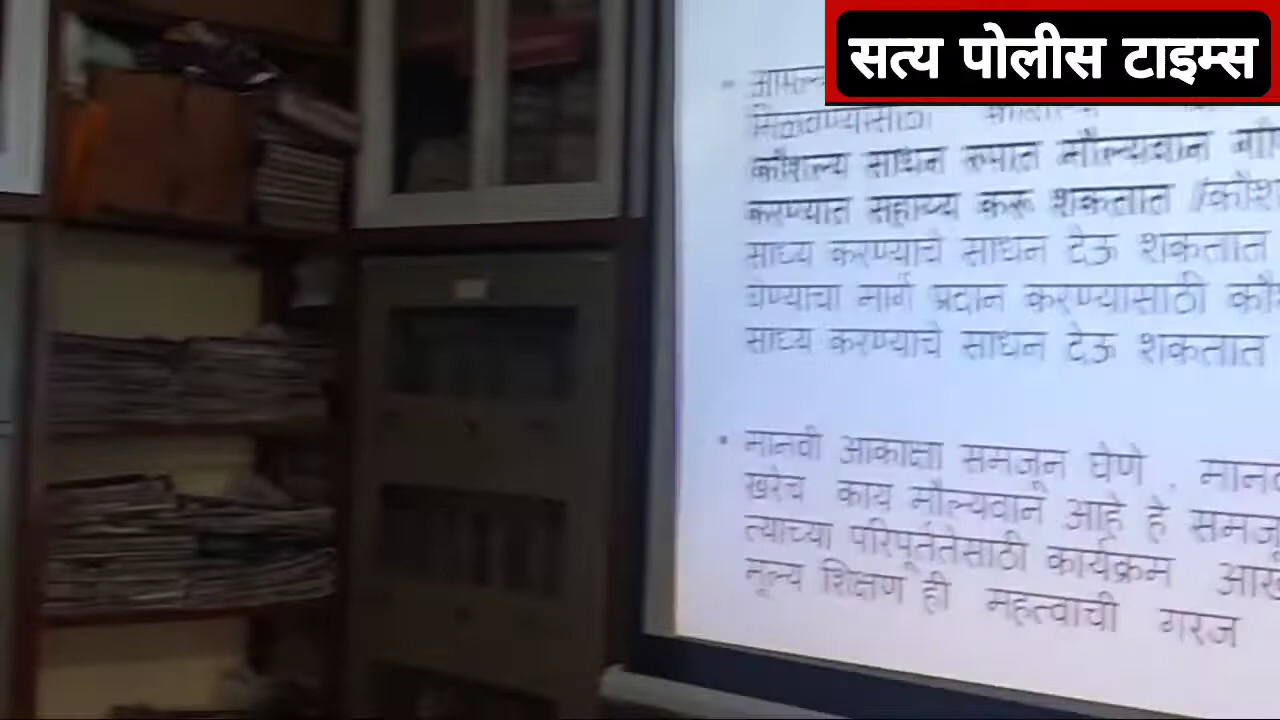 सत्य पोलीस टाइम्स
कौशल्य साधन रुपात मौल्यवान
करण्यात सहाय्य करू शकतात
साध्य करण्याचे साधन देऊ शकतात
घेण्याचा मार्ग प्रदान करण्यासाठी
साध्य करण्याचे साधन देऊ शकतात
मानवी आकाक्षा समजून घेणे .
खरेच काय मौल्यवान आहे हे
त्याच्या परिपूर्ततेसाठी कार्यक्रम
मूल्य शिक्षण ही महत्वाची गरज